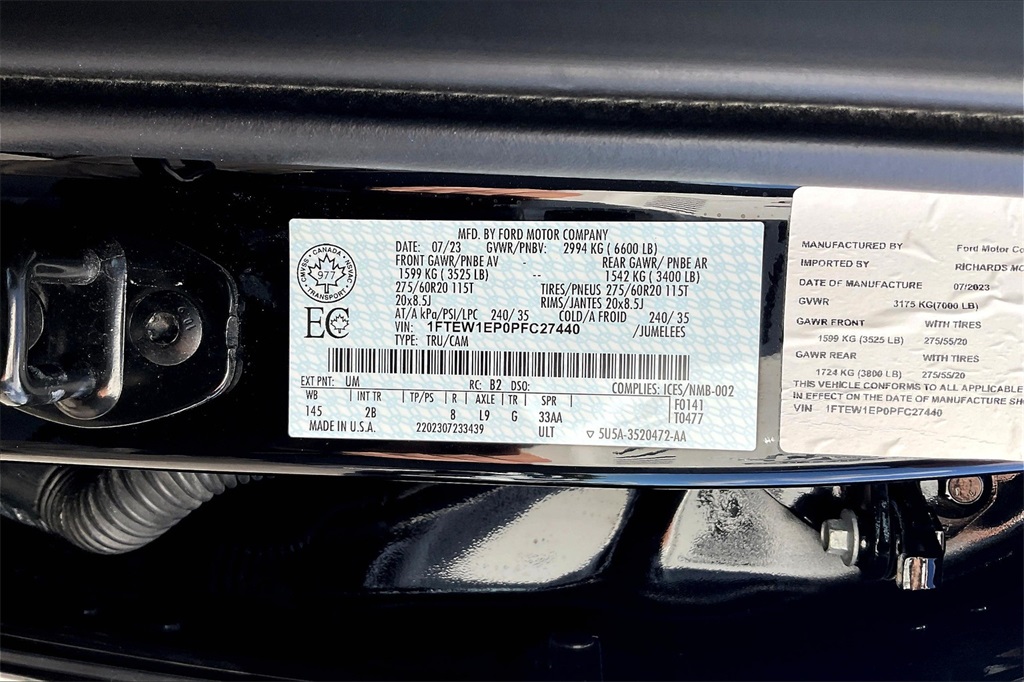 MFD. BY FORD MOTOR COMPANY
DATE: 07/23 GVWR/PNBV: 2994 KG ( 6600 LB)
FRONT GAWR/PNBE AV - REAR GAWR/ PNBE AR
1599 KG ( 3525 LB) -- 1542 KG ( 3400 LB)
275/60R20 115T TIRES/PNEUS 275/60R20 115T
20x8.5J RIMS/JANTES 20x8.5J
AT/A kPa/PSI/LPC 240/ 35 COLD/A FROID 240/ 35
VIN: 1FTEW1EP0PFC27440 /JUMELEES
TYPE: TRU/CAM
CANADA
CMVSS NSVAC
977
TRANSPORT
EC
EXT PNT: UM RC: B2 DSO: COMPLIES: ICES/NMB-002
WB INT TR TP/PS R AXLE TR SPR F0141
145 2B 8 L9 G 33AA T0477
MADE IN U.S.A. 2202307233439 ULT 5U5A-3520472-AA
MANUFACTURED BY Ford Motor Co
IMPORTED BY RICHARDS MO
DATE OF MANUFACTURE 07/2023
GVWR 3175 KG(7000 LB)
GAWR FRONT WITH TIRES
1599 KG (3525 LB) 275/55/20
GAWR REAR WITH TIRES
1724 KG (3800 LB) 275/55/20
THIS VEHICLE CONFORMS TO ALL APPLICABLE
IN EFFECT ON THE DATE OF MANUFACTURE SHO
VIN 1FTEW1EP0PFC27440